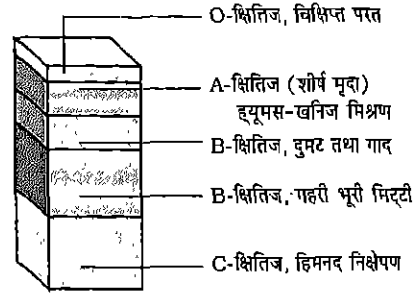 O-क्षितिज, विक्षिप्त परत
A-क्षितिज (शीर्ष मृदा)
ह्यूमस-खनिज मिश्रण
B-क्षितिज, दुमट तथा गाद
B-क्षितिज, गहरी भूरी मिट्टी
C-क्षितिज, हिमनद निक्षेपण